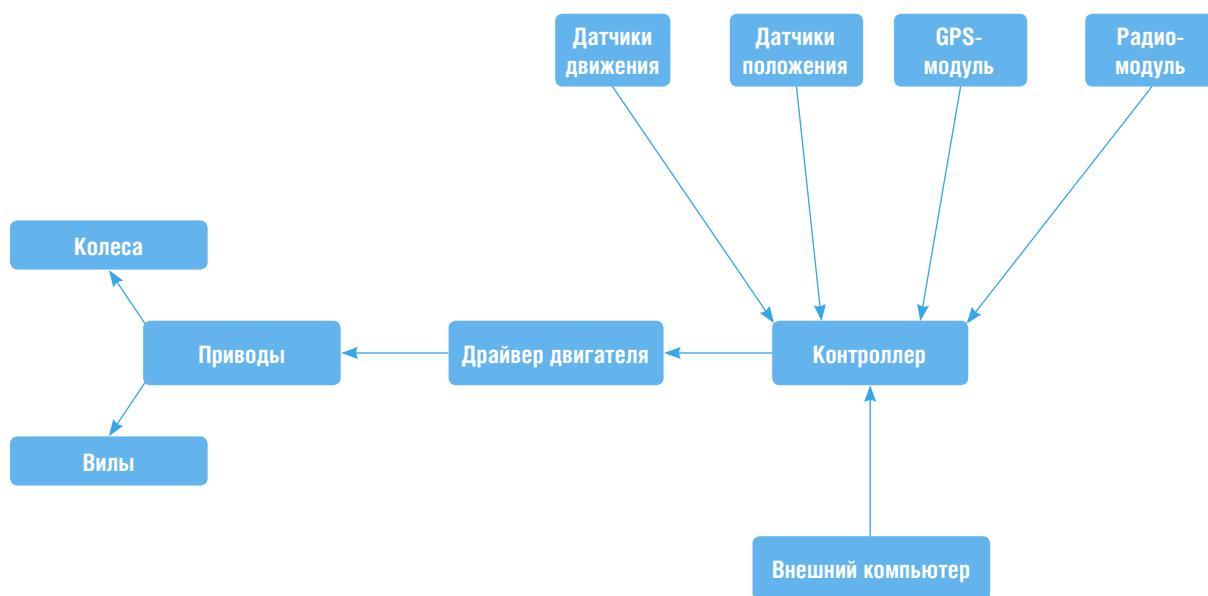 Датчики
движения
Датчики
положения
GPS-
модуль
Радио-
модуль
Колеса
Приводы
Драйвер двигателя
Контроллер
Вилы
Внешний компьютер